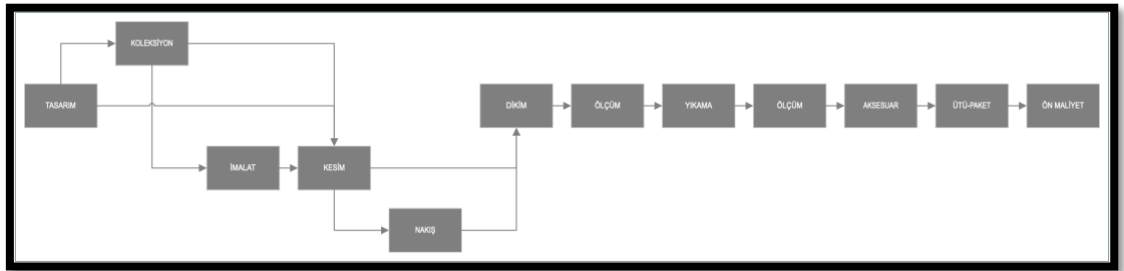 KOLEKSİYON
TASARIM
DİKİM
ÖLÇÜM
YIKAMA
ÖLÇÜM
AKSESUAR
ÜTÜ-PAKET
ÖN MALİYET
İMALAT
KESİM
NAKIŞ